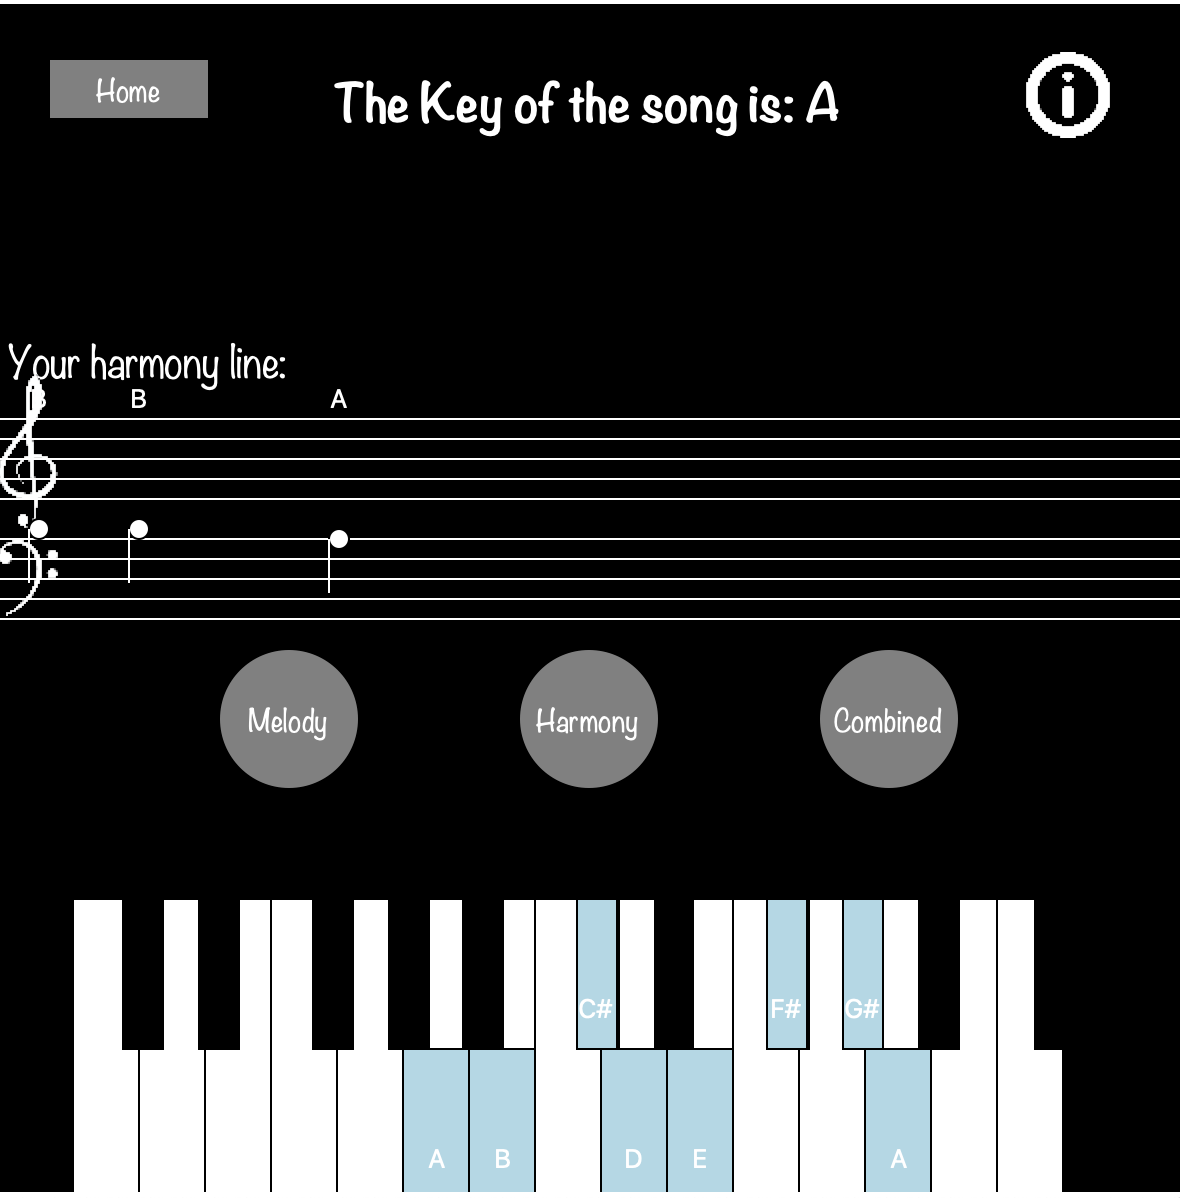 Home
The Key of the song is: A
Your harmony line:
B B A
Melody Harmony Combined
C# F# G#
A B D E A